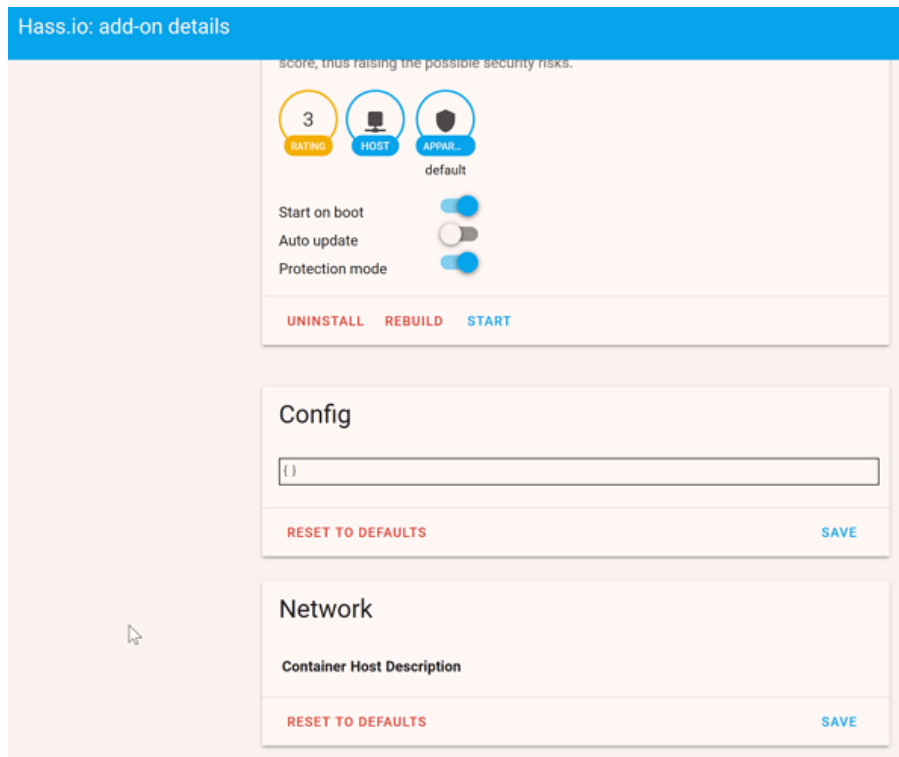 Hass.io: add-on details
score, thus raising the possible security risks.
3
RATING
HOST
APPAR...
default
Start on boot
Auto update
Protection mode
UNINSTALL REBUILD START
Config
{}
RESET TO DEFAULTS SAVE
Network
Container Host Description
RESET TO DEFAULTS SAVE